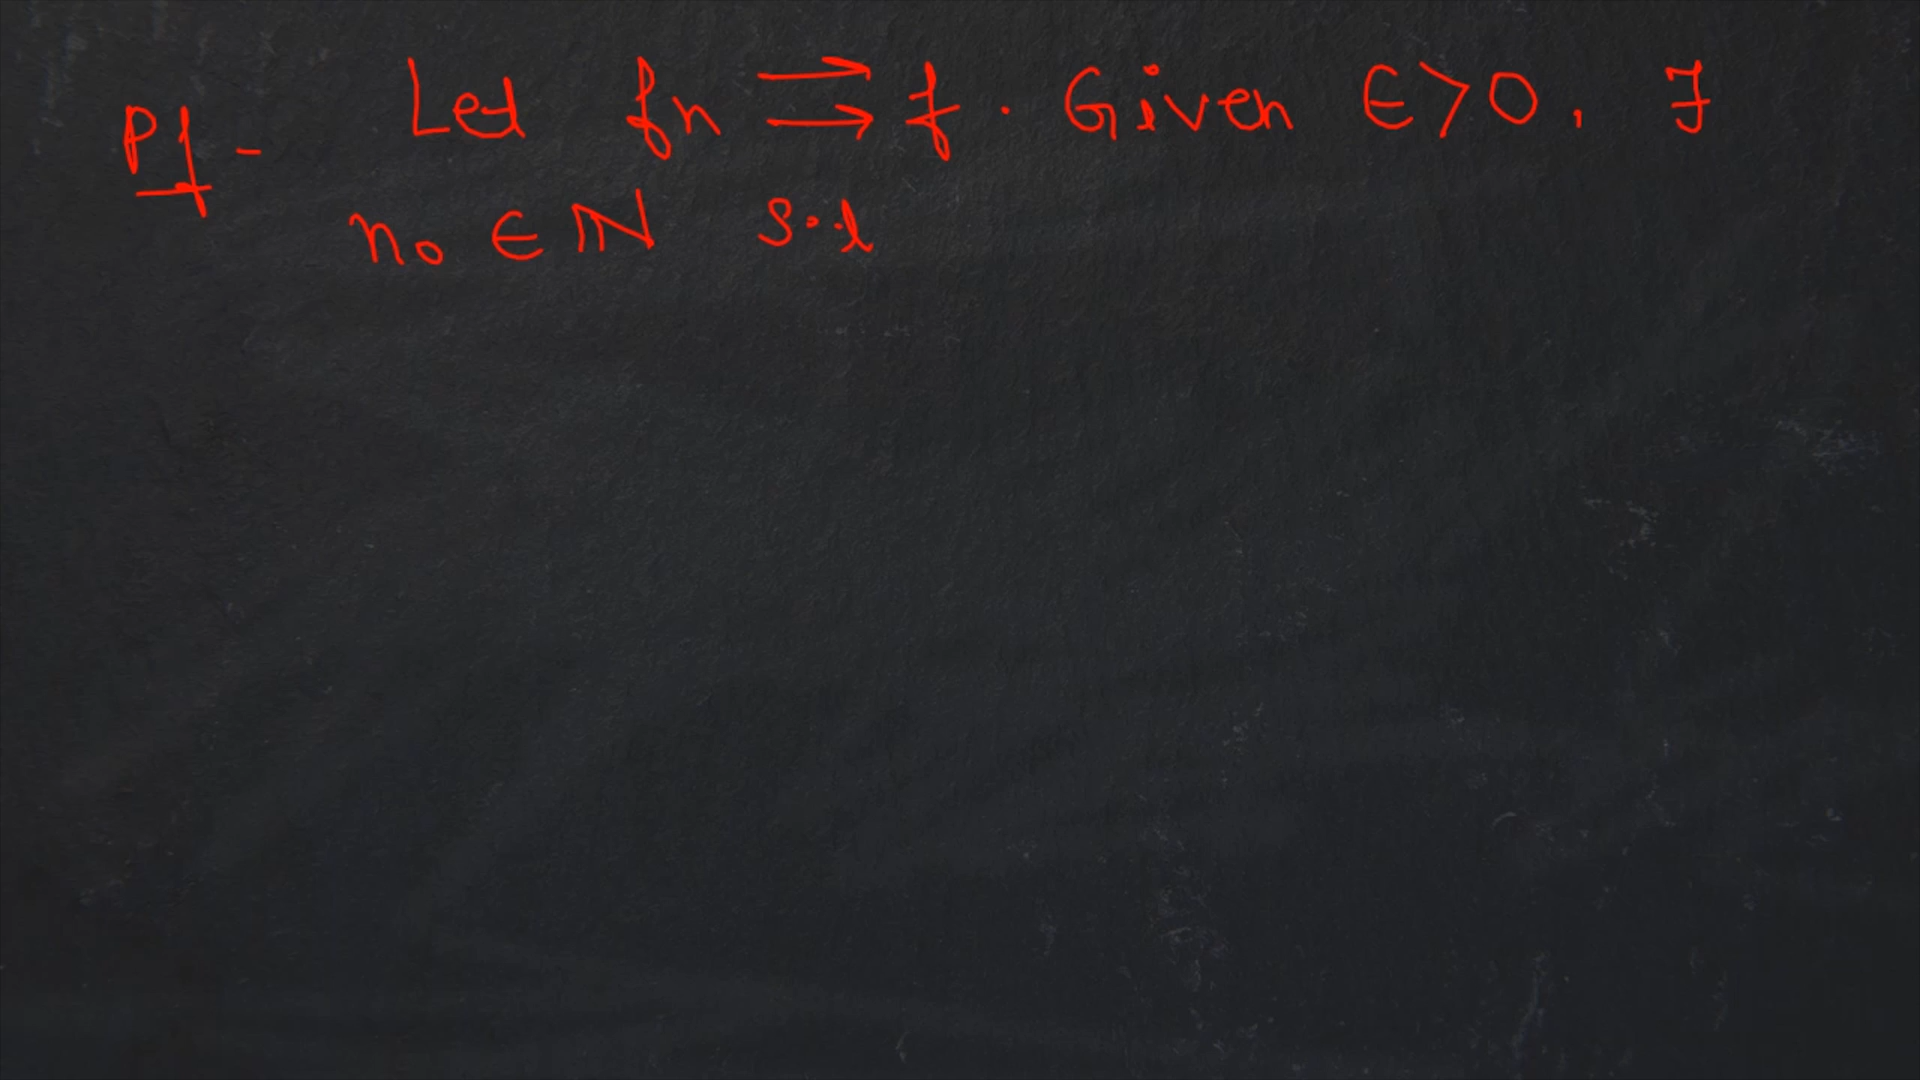 Pf - Let fn ⇉ f. Given ϵ>0, ∃
n₀ ∈ ℕ s.t